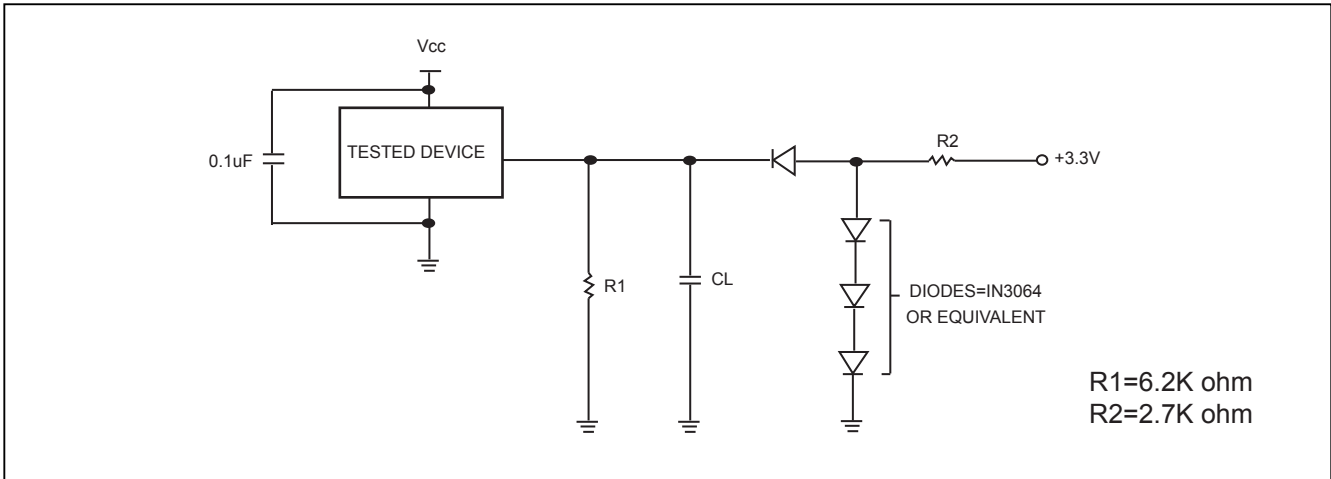 Vcc
0.1uF
TESTED DEVICE
R2
+3.3V
R1
CL
DIODES=IN3064
OR EQUIVALENT
R1=6.2K ohm
R2=2.7K ohm